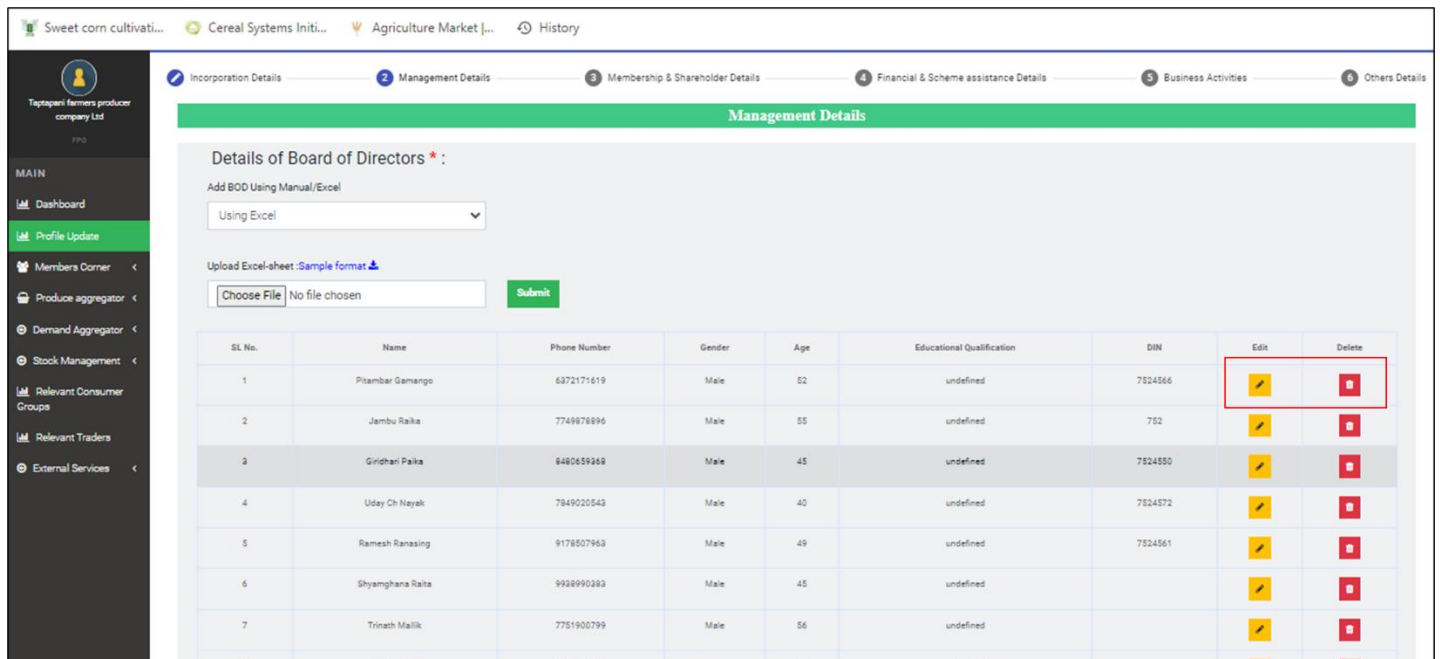 Sweet corn cultivati... Cereal Systems Initi... Agriculture Market |... History
Taptapani farmers producer
company Ltd
FPO
MAIN
Dashboard
Profile Update
Members Corner
Produce aggregator
Demand Aggregator
Stock Management
Relevant Consumer
Groups
Relevant Traders
External Services
Incorporation Details 2 Management Details 3 Membership & Shareholder Details 4 Financial & Scheme assistance Details 5 Business Activities 6 Others Details
Management Details
Details of Board of Directors * :
Add BOD Using Manual/Excel
Using Excel
Upload Excel-sheet :Sample format
Choose File No file chosen Submit
SL No. Name Phone Number Gender Age Educational Qualification DIN Edit Delete
1 Pitambar Gamango 6372171619 Male 52 undefined 7524566
2 Jambu Raika 7749878896 Male 55 undefined 752
3 Giridhari Paika 8480659368 Male 45 undefined 7524550
4 Uday Ch Nayak 7849020543 Male 40 undefined 7524572
5 Ramesh Ranasing 9178507963 Male 49 undefined 7524561
6 Shyamghana Raita 9938990383 Male 45 undefined
7 Trinath Mallik 7751900799 Male 56 undefined